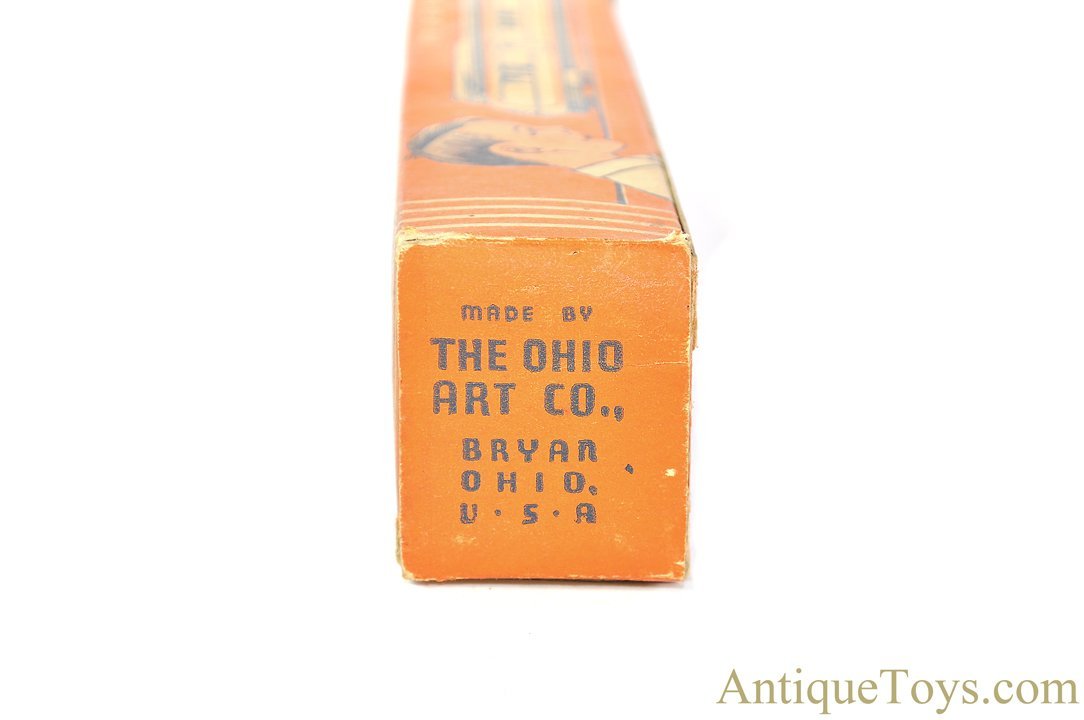 MADE BY
THE OHIO
ART CO.,
BRYAN
OHIO.
U·S·A
AntiqueToys.com